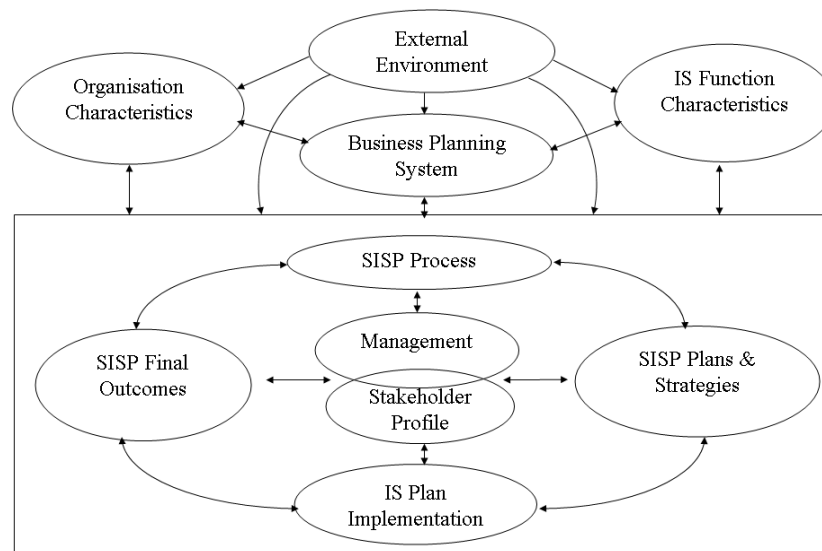 External
Environment
Organisation
Characteristics
IS Function
Characteristics
Business Planning
System
SISP Process
Management
SISP Final
Outcomes
SISP Plans &
Strategies
Stakeholder
Profile
IS Plan
Implementation